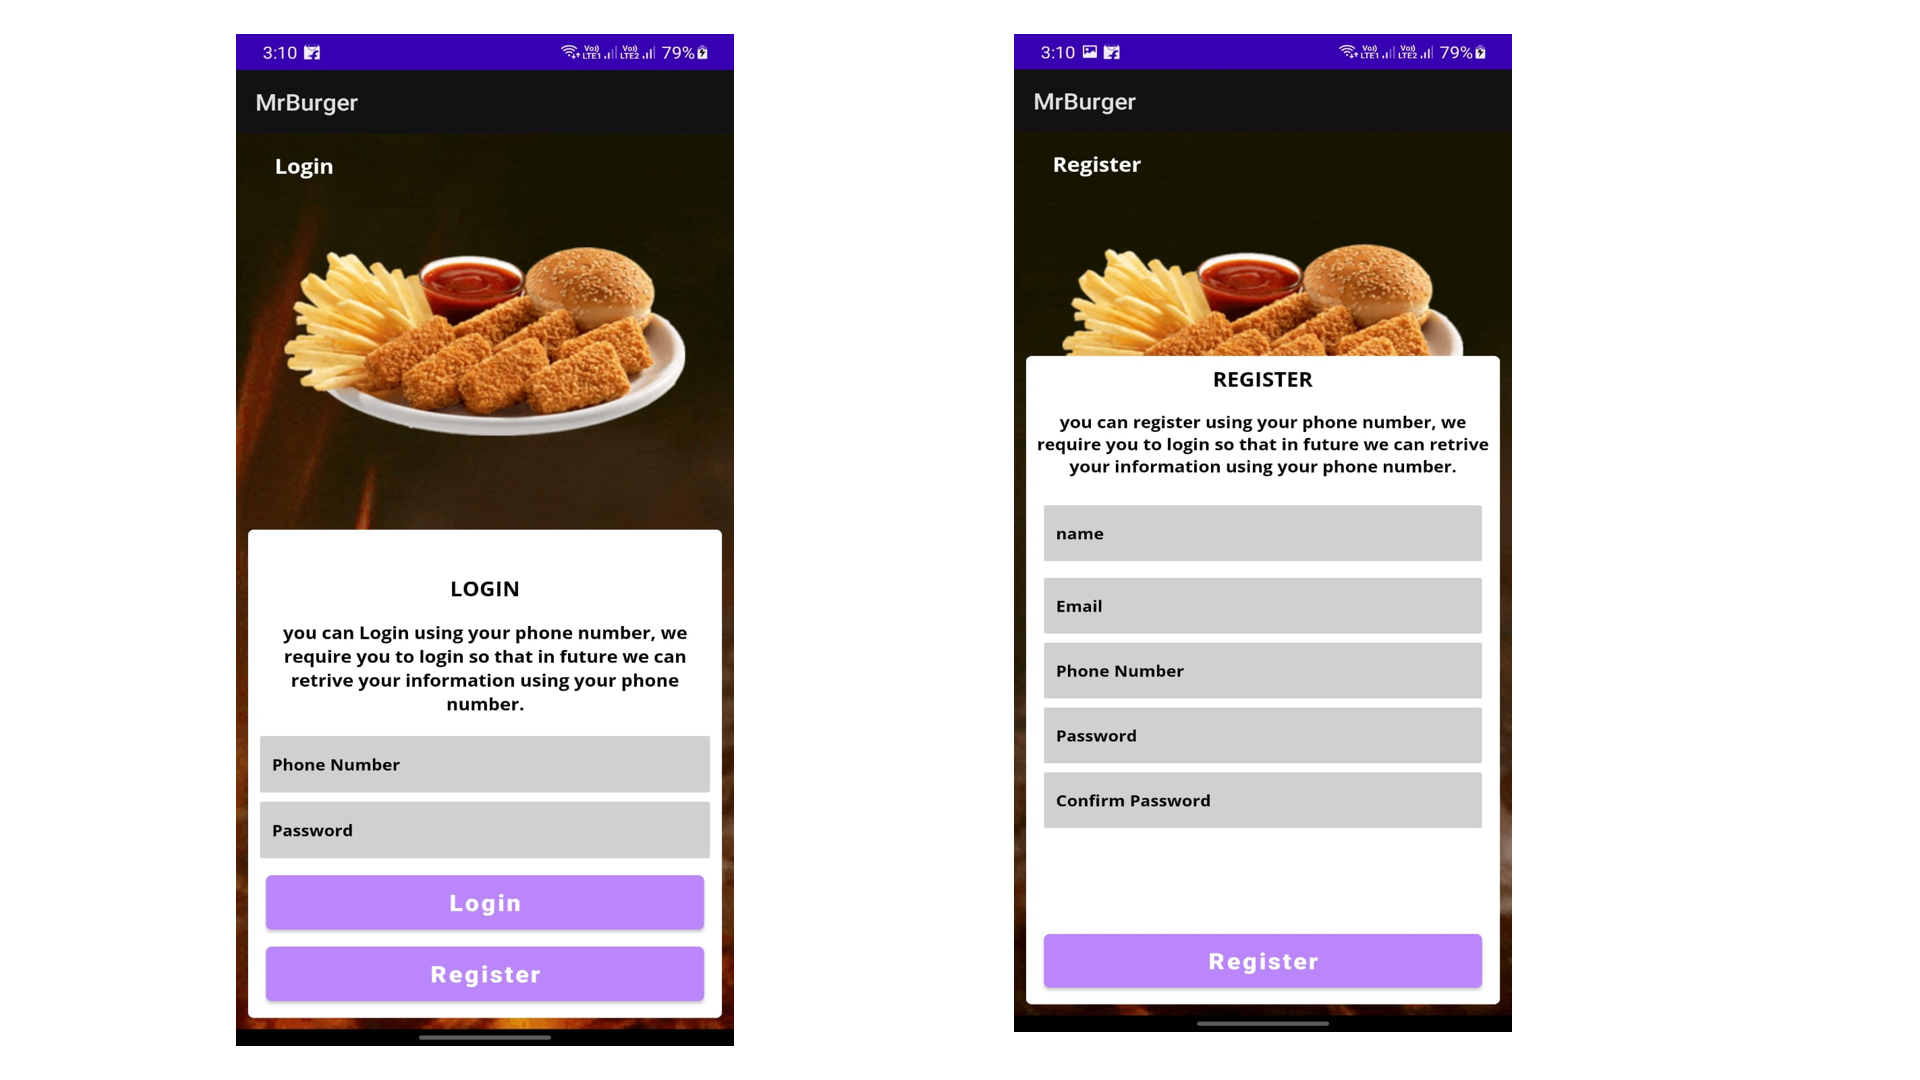 3:10 Vo) LTE1 Vo) LTE2 79%
MrBurger
Login
LOGIN
you can Login using your phone number, we
require you to login so that in future we can
retrive your information using your phone
number.
Phone Number
Password
Login
Register
3:10 Vo) LTE1 Vo) LTE2 79%
MrBurger
Register
REGISTER
you can register using your phone number, we
require you to login so that in future we can retrive
your information using your phone number.
name
Email
Phone Number
Password
Confirm Password
Register